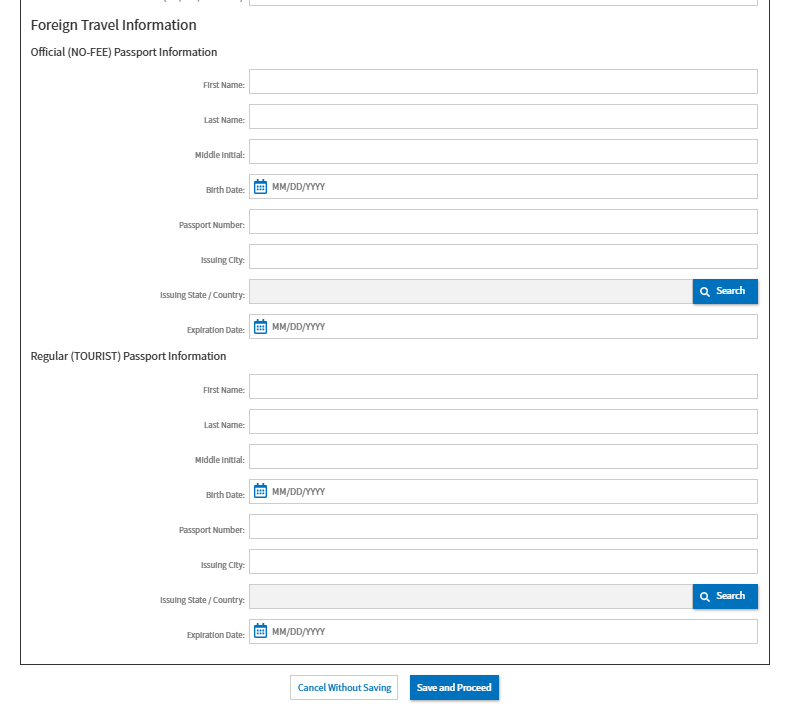 Foreign Travel Information
Official (NO-FEE) Passport Information
First Name:
Last Name:
Middle Initial:
Birth Date: MM/DD/YYYY
Passport Number:
Issuing City:
Issuing State / Country: Search
Expiration Date: MM/DD/YYYY
Regular (TOURIST) Passport Information
First Name:
Last Name:
Middle Initial:
Birth Date: MM/DD/YYYY
Passport Number:
Issuing City:
Issuing State / Country: Search
Expiration Date: MM/DD/YYYY
Cancel Without Saving Save and Proceed